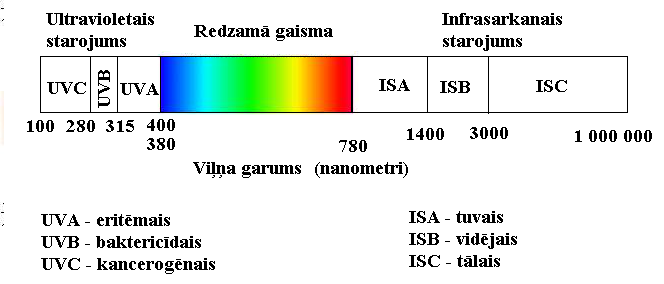 Ultravioletais
starojums
Redzamā gaisma
Infrasarkanais
starojums
UVC
UVB
UVA
ISA
ISB
ISC
100 280 315 400 380 780 1400 3000 1 000 000
Viļņa garums (nanometri)
UVA - eritēmais
UVB - baktericīdais
UVC - kancerogēnais
ISA - tuvais
ISB - vidējais
ISC - tālais